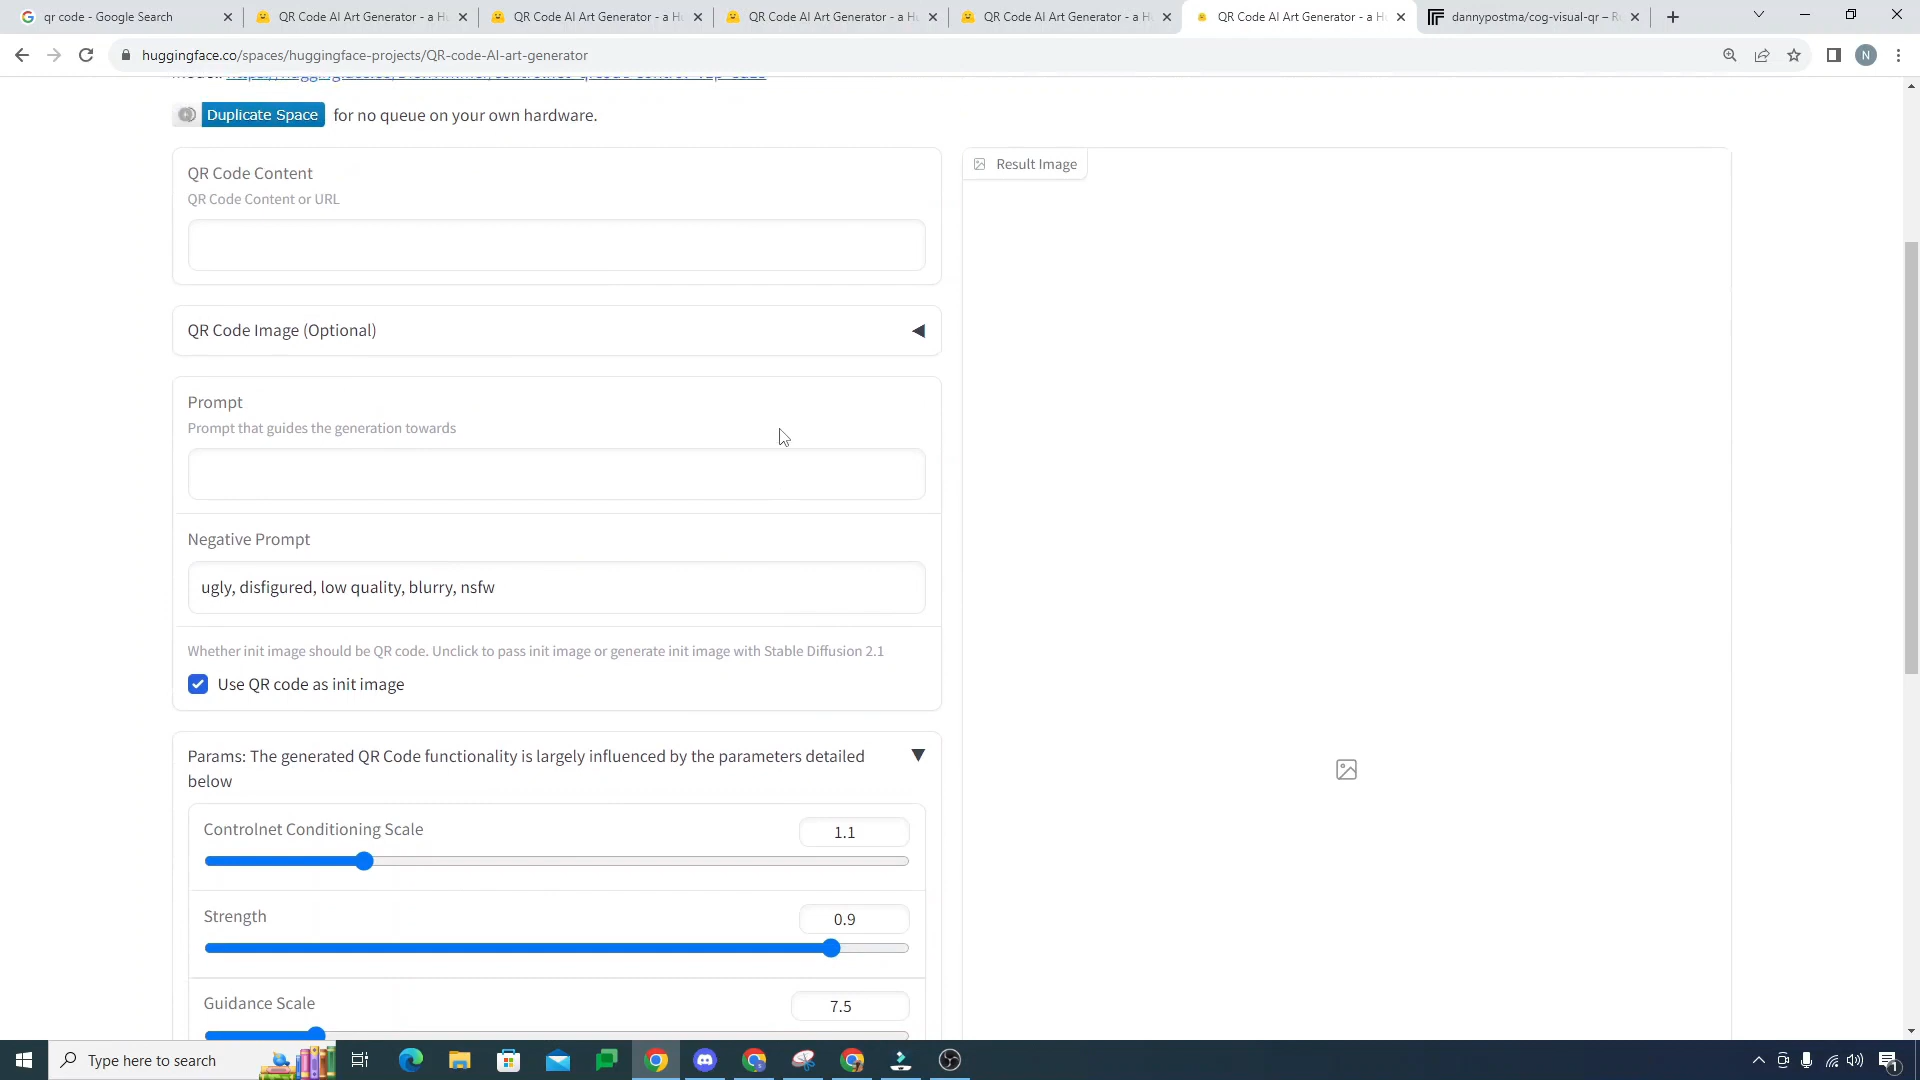 qr code - Google Search
QR Code AI Art Generator - a Hu
QR Code AI Art Generator - a Hu
QR Code AI Art Generator - a Hu
QR Code AI Art Generator - a Hu
QR Code AI Art Generator - a Hu
dannypostma/cog-visual-qr – R
huggingface.co/spaces/huggingface-projects/QR-code-AI-art-generator
N
Duplicate Space for no queue on your own hardware.
QR Code Content
QR Code Content or URL
Result Image
QR Code Image (Optional)
Prompt
Prompt that guides the generation towards
Negative Prompt
ugly, disfigured, low quality, blurry, nsfw
Whether init image should be QR code. Unclick to pass init image or generate init image with Stable Diffusion 2.1
Use QR code as init image
Params: The generated QR Code functionality is largely influenced by the parameters detailed
below
Controlnet Conditioning Scale
1.1
Strength
0.9
Guidance Scale
7.5
Type here to search
1